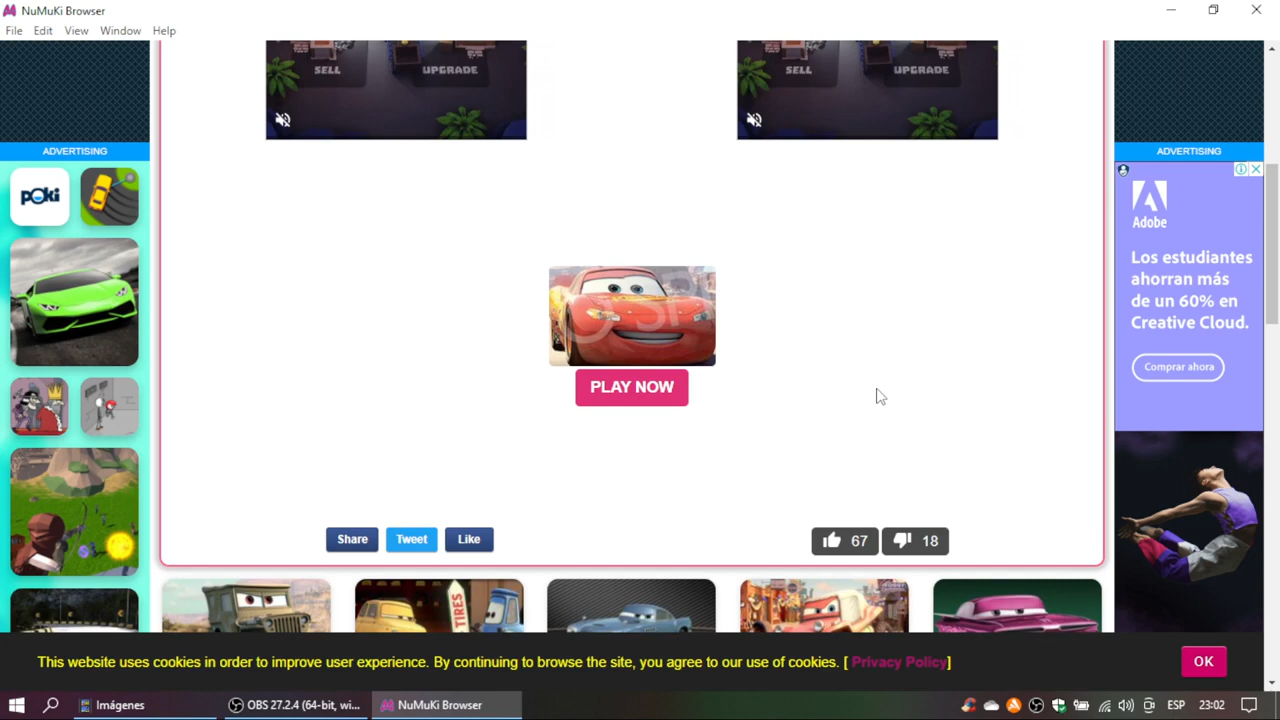 NuMuKi Browser
File Edit View Window Help
SELL UPGRADE
SELL UPGRADE
ADVERTISING
ADVERTISING
poki
Adobe
Los estudiantes
ahorran más
de un 60% en
Creative Cloud.
Comprar ahora
PLAY NOW
Share Tweet Like
67 18
TIRES
This website uses cookies in order to improve user experience. By continuing to browse the site, you agree to our use of cookies. [ Privacy Policy]
OK
Imágenes
OBS 27.2.4 (64-bit, wi...
NuMuKi Browser
ESP 23:02